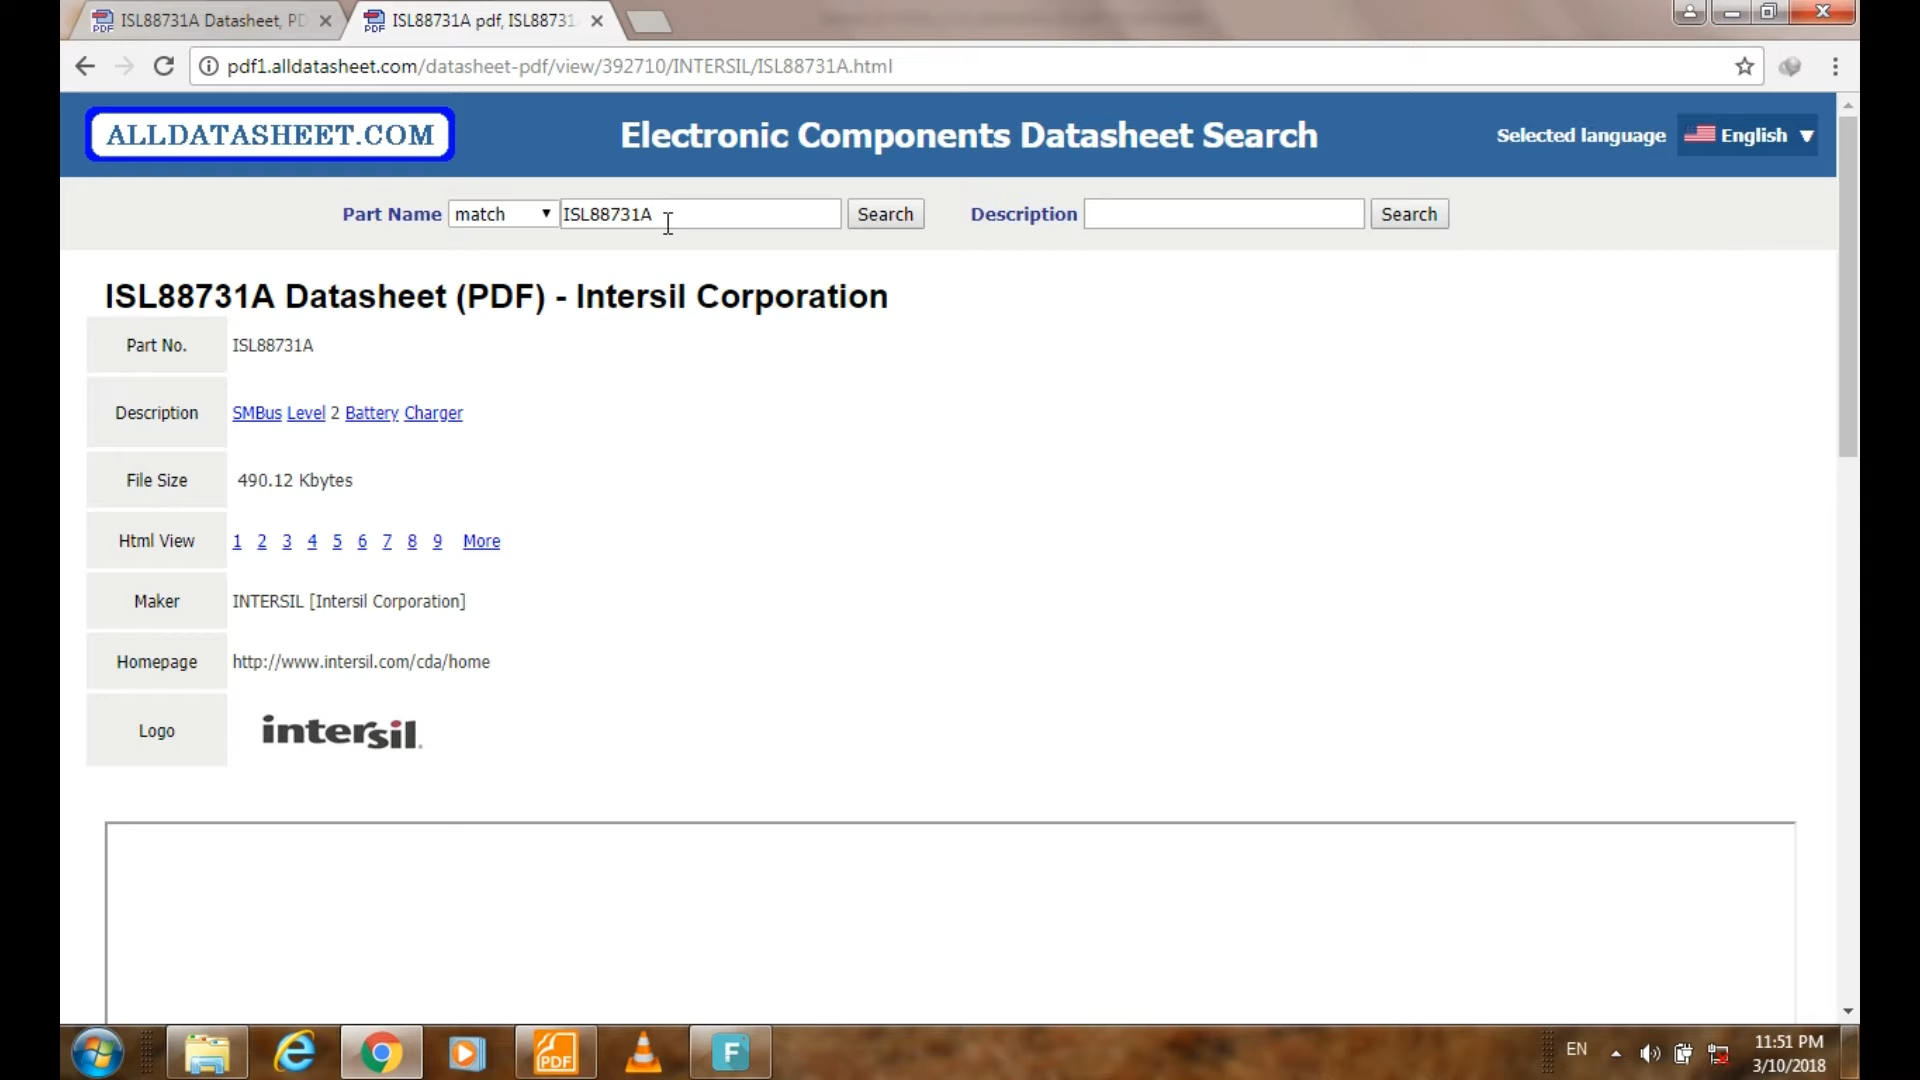 ISL88731A Datasheet, PD
ISL88731A pdf, ISL88731
pdf1.alldatasheet.com/datasheet-pdf/view/392710/INTERSIL/ISL88731A.html
ALLDATASHEET.COM
Electronic Components Datasheet Search
Selected language English
Part Name match ISL88731A Search Description Search
ISL88731A Datasheet (PDF) - Intersil Corporation
Part No. ISL88731A
Description SMBus Level 2 Battery Charger
File Size 490.12 Kbytes
Html View 1 2 3 4 5 6 7 8 9 More
Maker INTERSIL [Intersil Corporation]
Homepage http://www.intersil.com/cda/home
Logo intersil.
PDF
F
EN
11:51 PM
3/10/2018